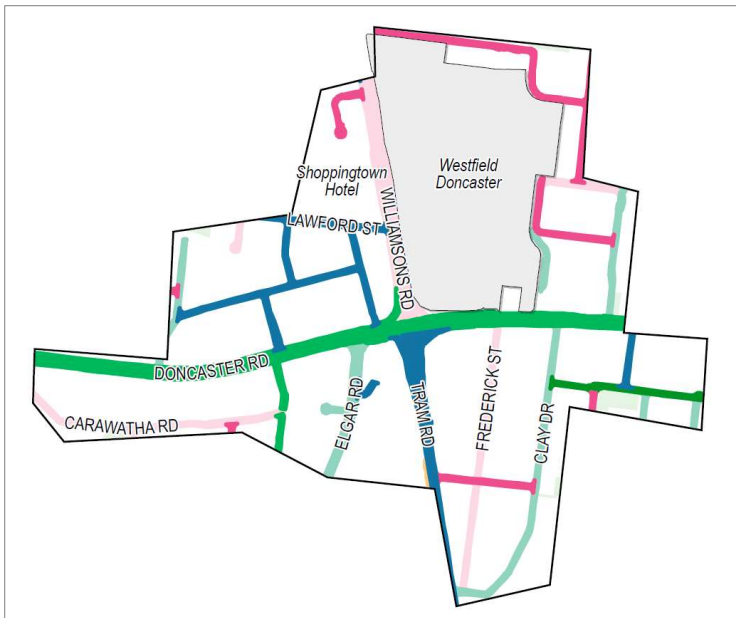 Shoppingtown
Hotel
Westfield
Doncaster
LAWFORD ST
WILLIAMSONS RD
DONCASTER RD
CARAWATHA RD
ELGAR RD
TRAM RD
FREDERICK ST
CLAY DR